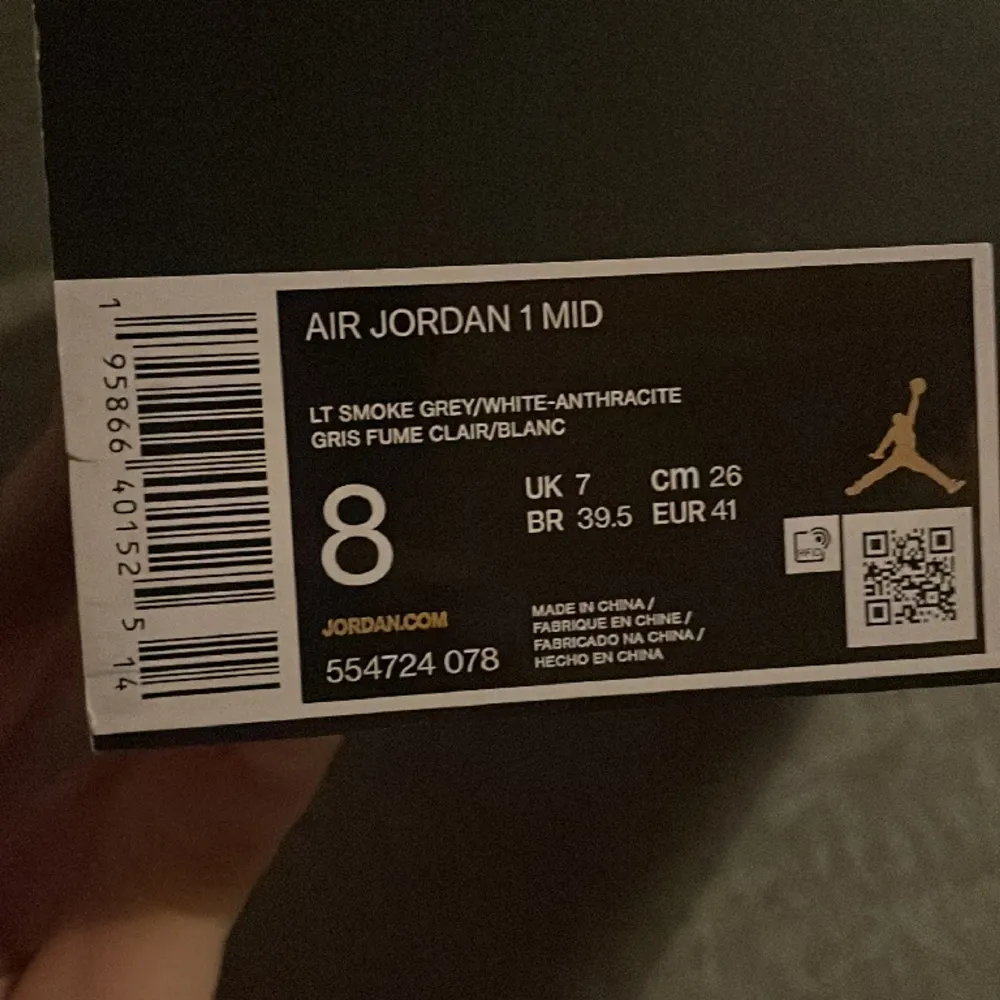 AIR JORDAN 1 MID
LT SMOKE GREY/WHITE-ANTHRACITE
GRIS FUME CLAIR/BLANC
8
UK 7 cm 26
BR 39.5 EUR 41
JORDAN.COM
554724 078
MADE IN CHINA /
FABRIQUE EN CHINE /
FABRICADO NA CHINA /
HECHO EN CHINA
RFID
1 95866 40152 5 14